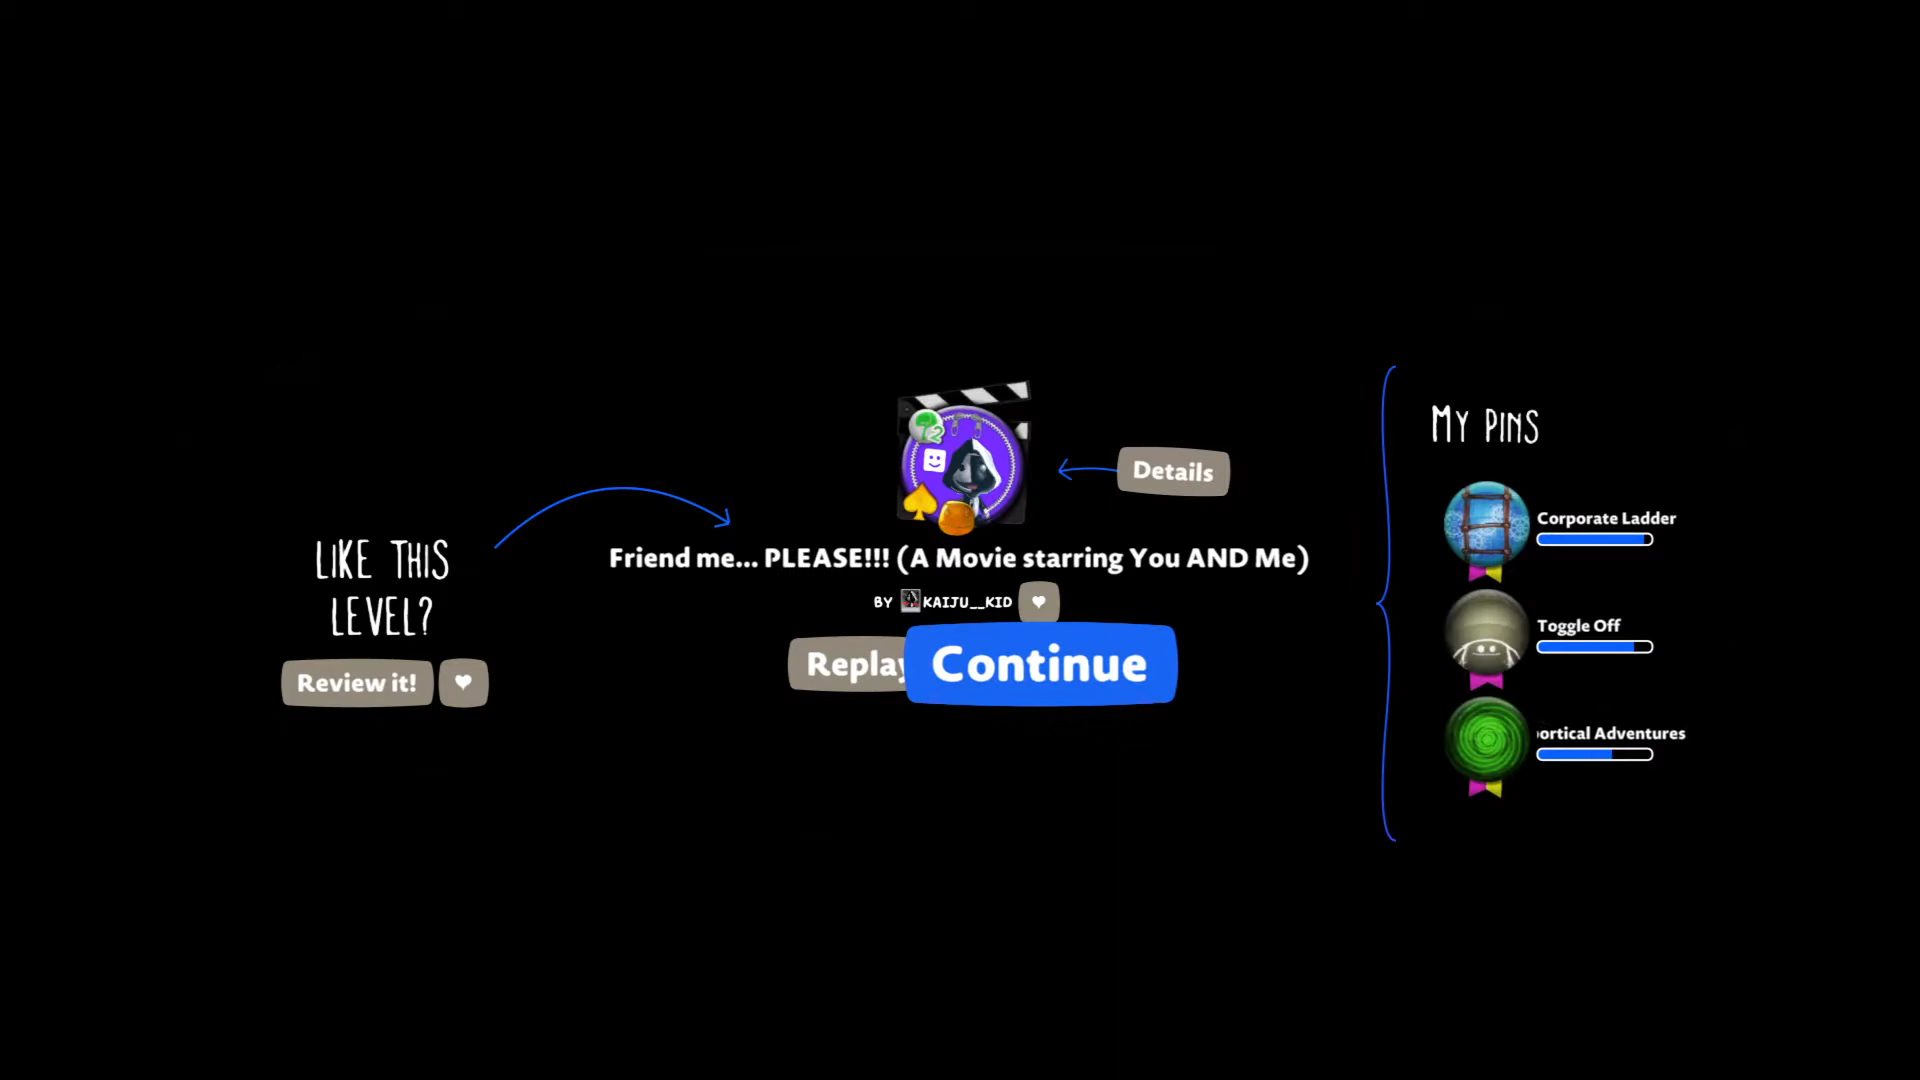 LIKE THIS
LEVEL?
Review it!
2
Details
Friend me... PLEASE!!! (A Movie starring You AND Me)
BY KAIJU__KID
Replay
Continue
MY PINS
Corporate Ladder
Toggle Off
ortical Adventures